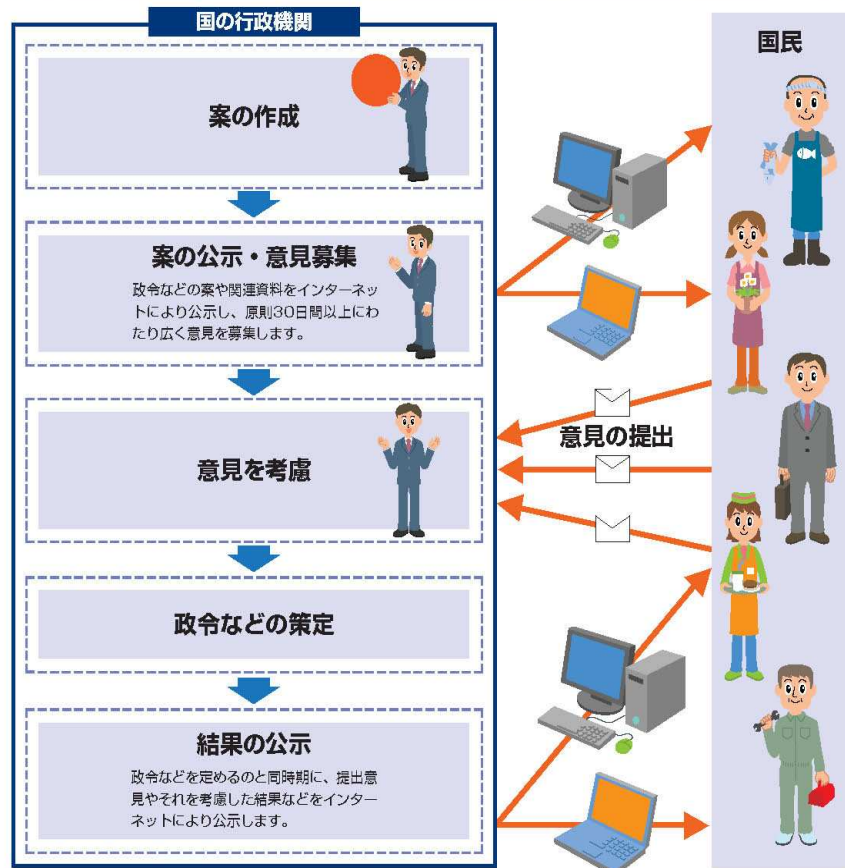 国の行政機関
国民
案の作成
案の公示・意見募集
政令などの案や関連資料をインターネッ
トにより公示し、原則30日間以上にわ
たり広く意見を募集します。
意見の提出
意見を考慮
政令などの策定
結果の公示
政令などを定めるのと同時期に、提出意
見やそれを考慮した結果などをインター
ネットにより公示します。